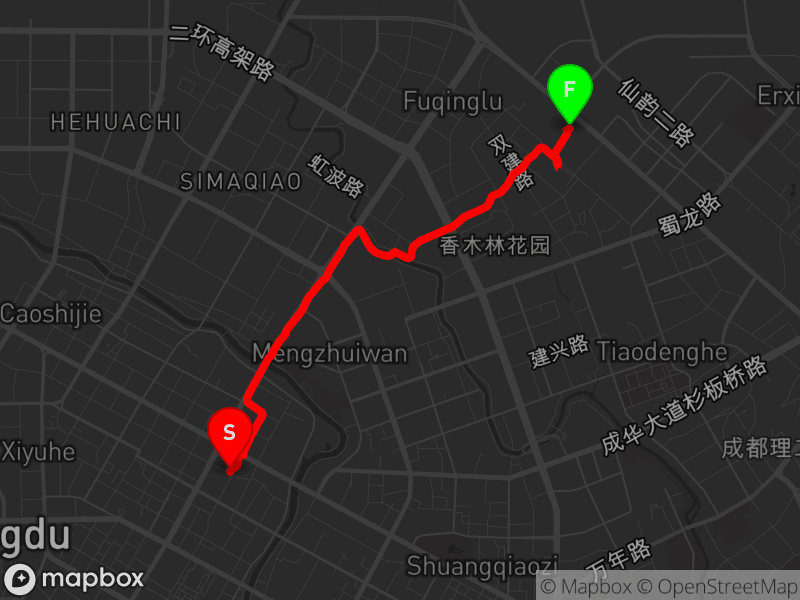 二环高架路
Fuqinglu
F
仙韵二路
Erxi
HEHUACHI
双建路
SIMAQIAO
虹波路
蜀龙路
香木林花园
Caoshijie
Mengzhuiwan
建兴路
Tiaodenghe
成华大道杉板桥路
S
Xiyuhe
成都理工
gdu
Shuangqiaozi
万年路
mapbox
© Mapbox © OpenStreetMap